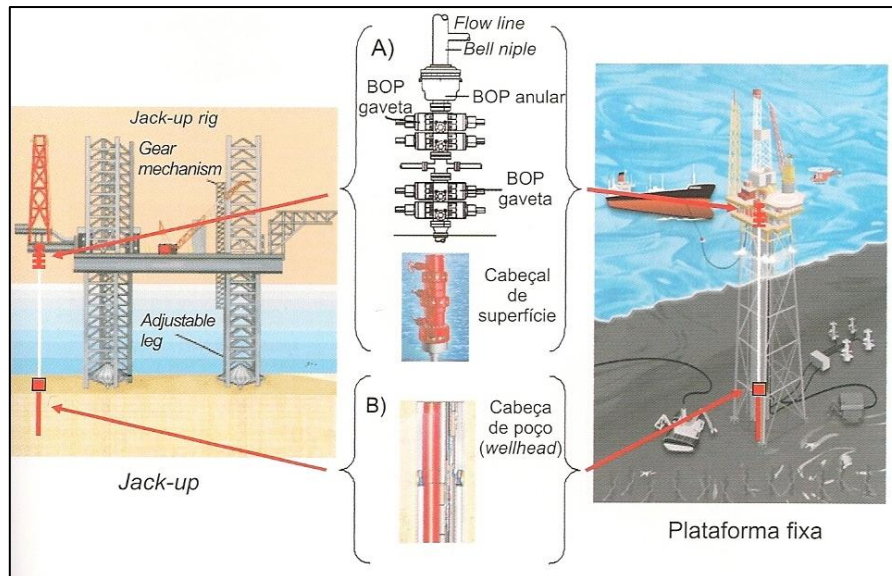 A)
Flow line
Bell niple
BOP
gaveta
BOP anular
BOP
gaveta
Cabeçal
de
superfície
Jack-up rig
Gear
mechanism
Adjustable
leg
B)
Cabeça
de poço
(wellhead)
Jack-up
Plataforma fixa